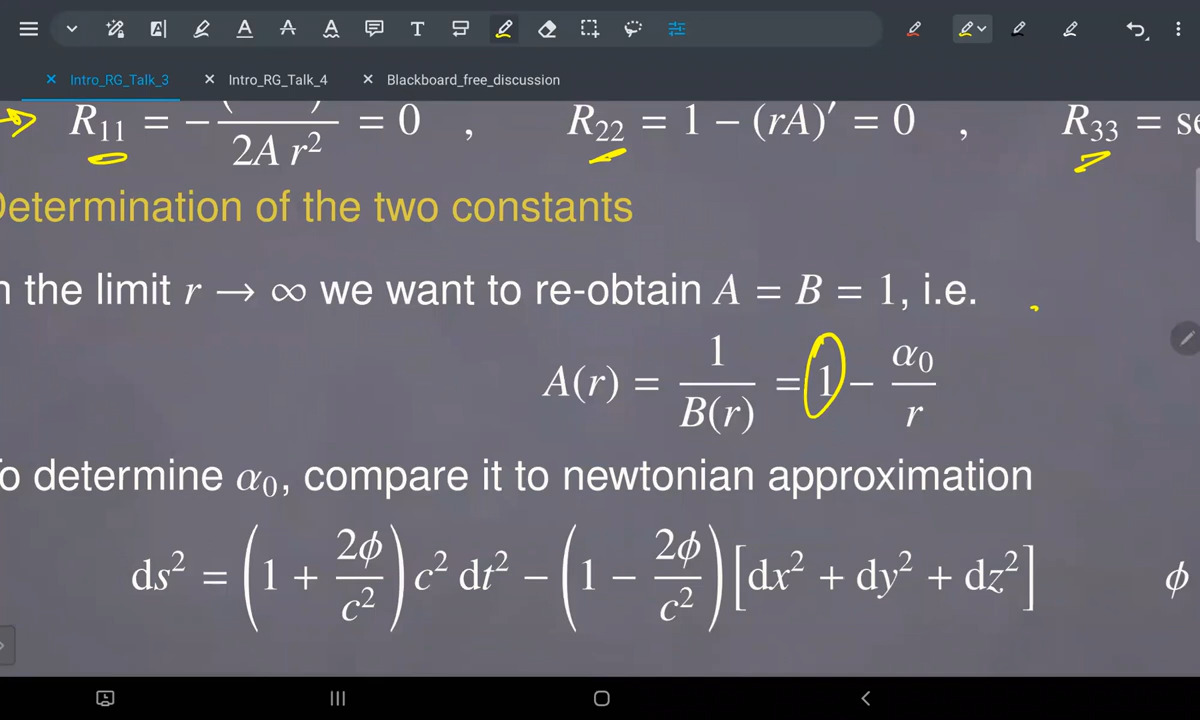 Intro_RG_Talk_3 Intro_RG_Talk_4 Blackboard_free_discussion
R₁₁ = − / 2A r² = 0 , R₂₂ = 1 − (rA)′ = 0 , R₃₃ =
Determination of the two constants
the limit r → ∞ we want to re-obtain A = B = 1, i.e.
A(r) = 1 / B(r) = 1 − α₀ / r
determine α₀, compare it to newtonian approximation
ds² = (1 + 2ϕ / c²) c² dt² − (1 − 2ϕ / c²) [dx² + dy² + dz²] ϕ